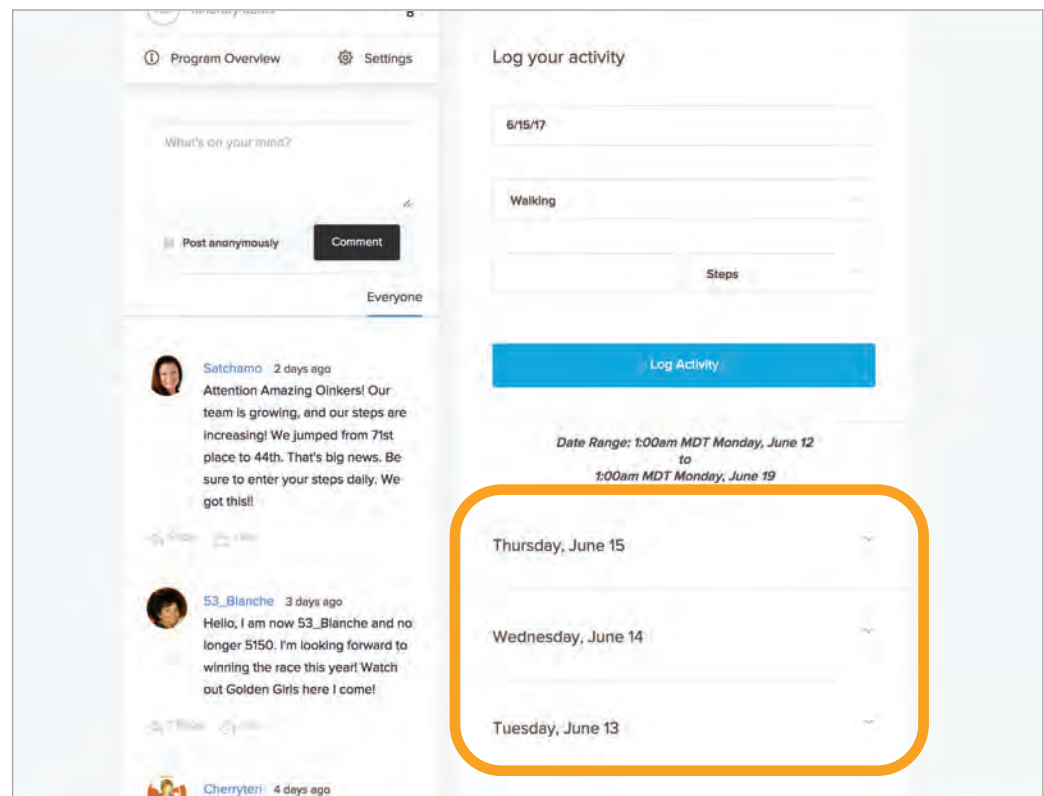 Program Overview
Settings
What's on your mind?
Post anonymously
Comment
Everyone
Satchamo 2 days ago
Attention Amazing Oinkers! Our
team is growing, and our steps are
increasing! We jumped from 71st
place to 44th. That's big news. Be
sure to enter your steps daily. We
got this!!
53_Blanche 3 days ago
Hello, I am now 53_Blanche and no
longer 5150. I'm looking forward to
winning the race this year! Watch
out Golden Girls here I come!
Cherryteri 4 days ago
Log your activity
6/15/17
Walking
Steps
Log Activity
Date Range: 1:00am MDT Monday, June 12
to
1:00am MDT Monday, June 19
Thursday, June 15
Wednesday, June 14
Tuesday, June 13